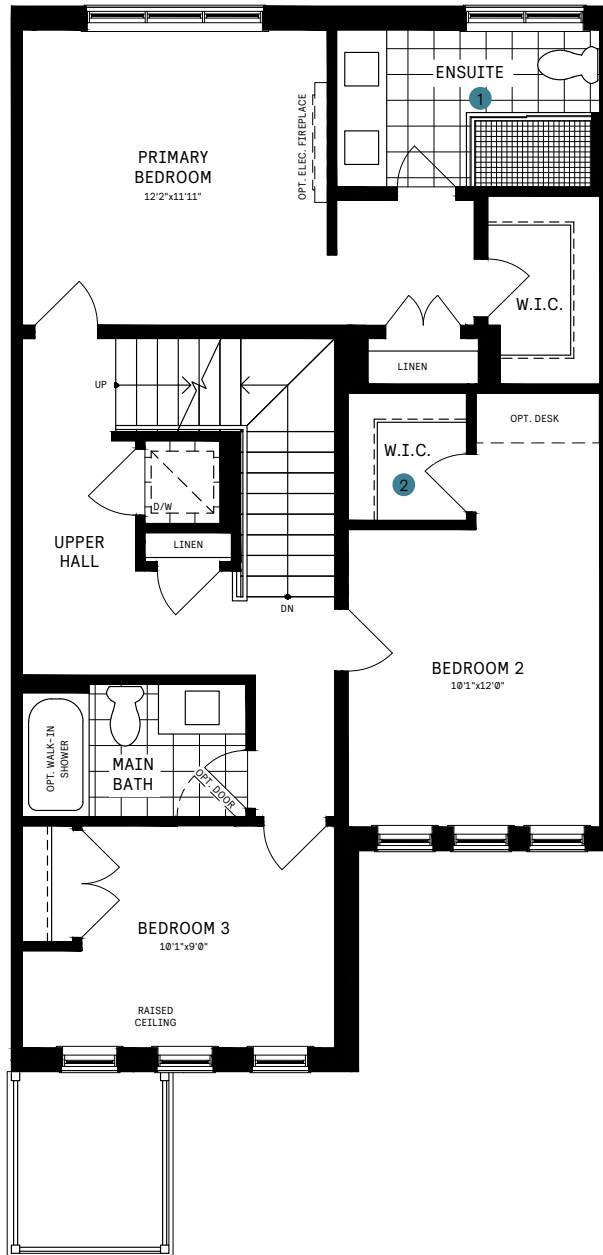 ENSUITE
1
OPT. ELEC. FIREPLACE
PRIMARY
BEDROOM
12'2"x11'11"
W.I.C.
LINEN
UP
OPT. DESK
W.I.C.
2
D/W
UPPER
HALL
LINEN
DN
BEDROOM 2
10'1"x12'0"
OPT. WALK-IN
SHOWER
MAIN
BATH
OPT. DOOR
BEDROOM 3
10'1"x9'0"
RAISED
CEILING